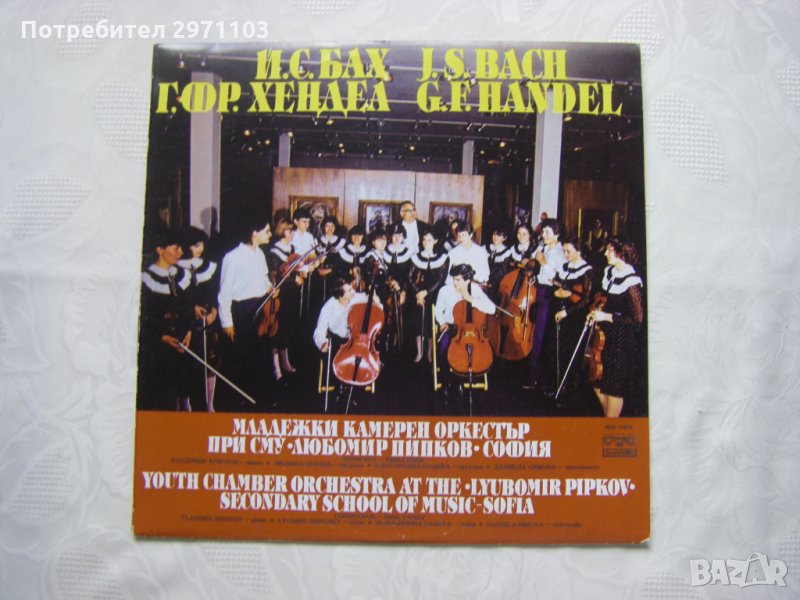 Потребител 2971103
И.С. БАХ J. S. BACH
Г.ФР. ХЕНДЕЛ G. F. HANDEL
МЛАДЕЖКИ КАМЕРЕН ОРКЕСТЪР
ПРИ СМУ • ЛЮБОМИР ПИПКОВ • СОФИЯ
YOUTH CHAMBER ORCHESTRA AT THE • LYUBOMIR PIPKOV •
SECONDARY SCHOOL OF MUSIC-SOFIA
BAZAR